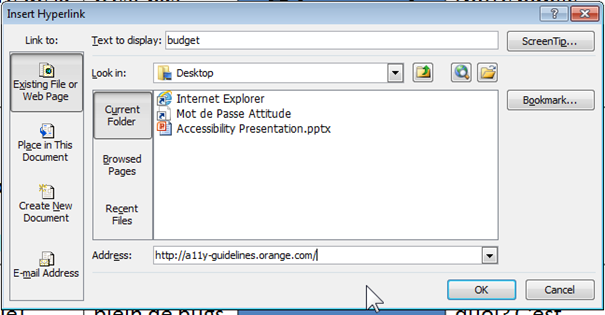 Insert Hyperlink
Link to:
Text to display: budget
ScreenTip...
Existing File or
Web Page
Look in: Desktop
Bookmark...
Current
Folder
Internet Explorer
Mot de Passe Attitude
Accessibility Presentation.pptx
Place in This
Document
Browsed
Pages
Create New
Document
Recent
Files
E-mail Address
Address: http://a11y-guidelines.orange.com/
OK
Cancel
plein de bugs
quoi? C'est